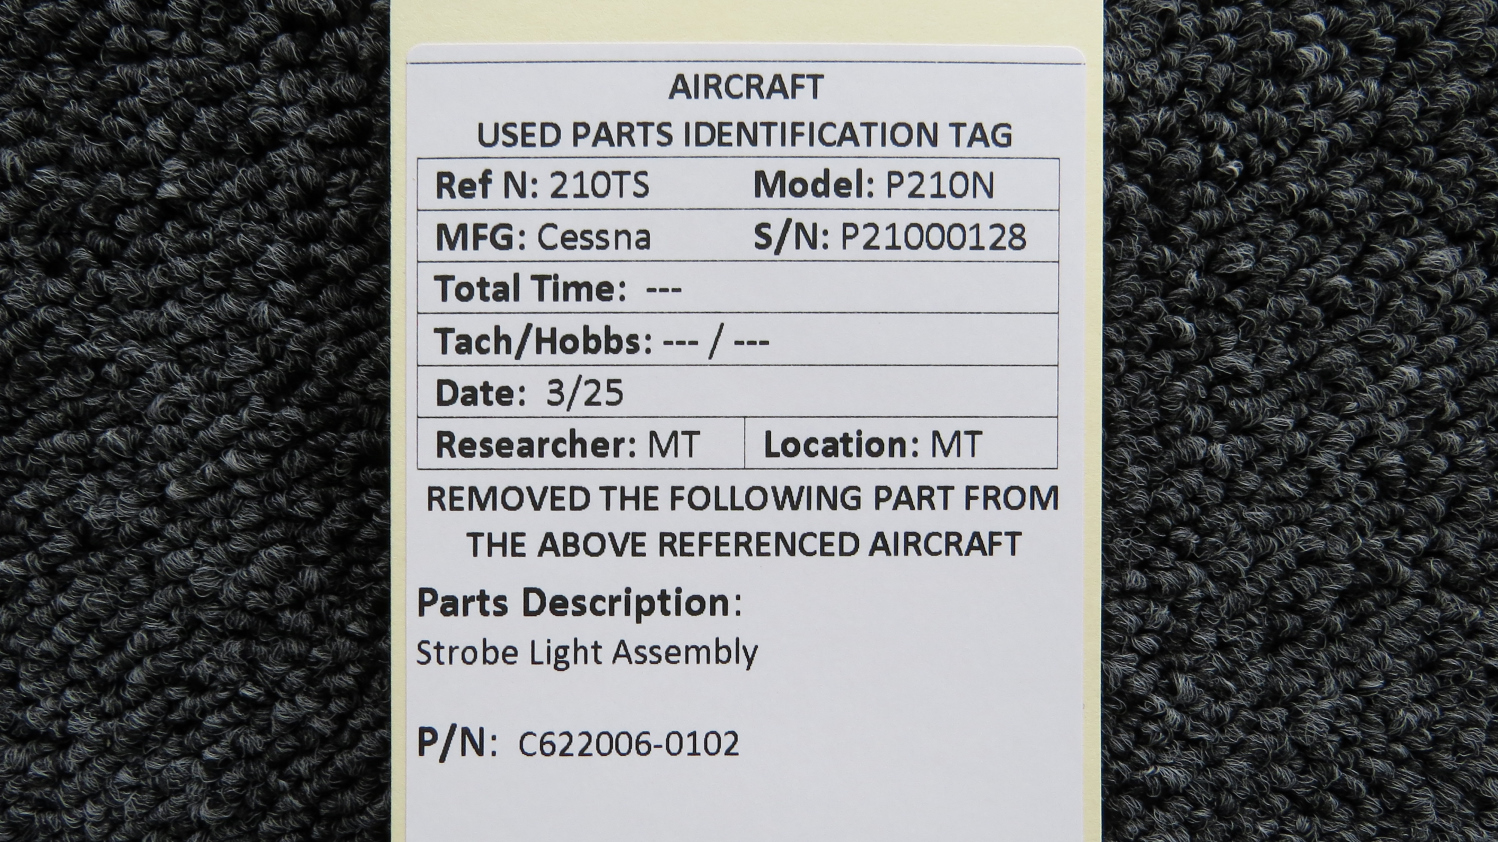 AIRCRAFT
USED PARTS IDENTIFICATION TAG
Ref N: 210TS Model: P210N
MFG: Cessna S/N: P21000128
Total Time: ---
Tach/Hobbs: --- / ---
Date: 3/25
Researcher: MT Location: MT
REMOVED THE FOLLOWING PART FROM
THE ABOVE REFERENCED AIRCRAFT
Parts Description:
Strobe Light Assembly
P/N: C622006-0102